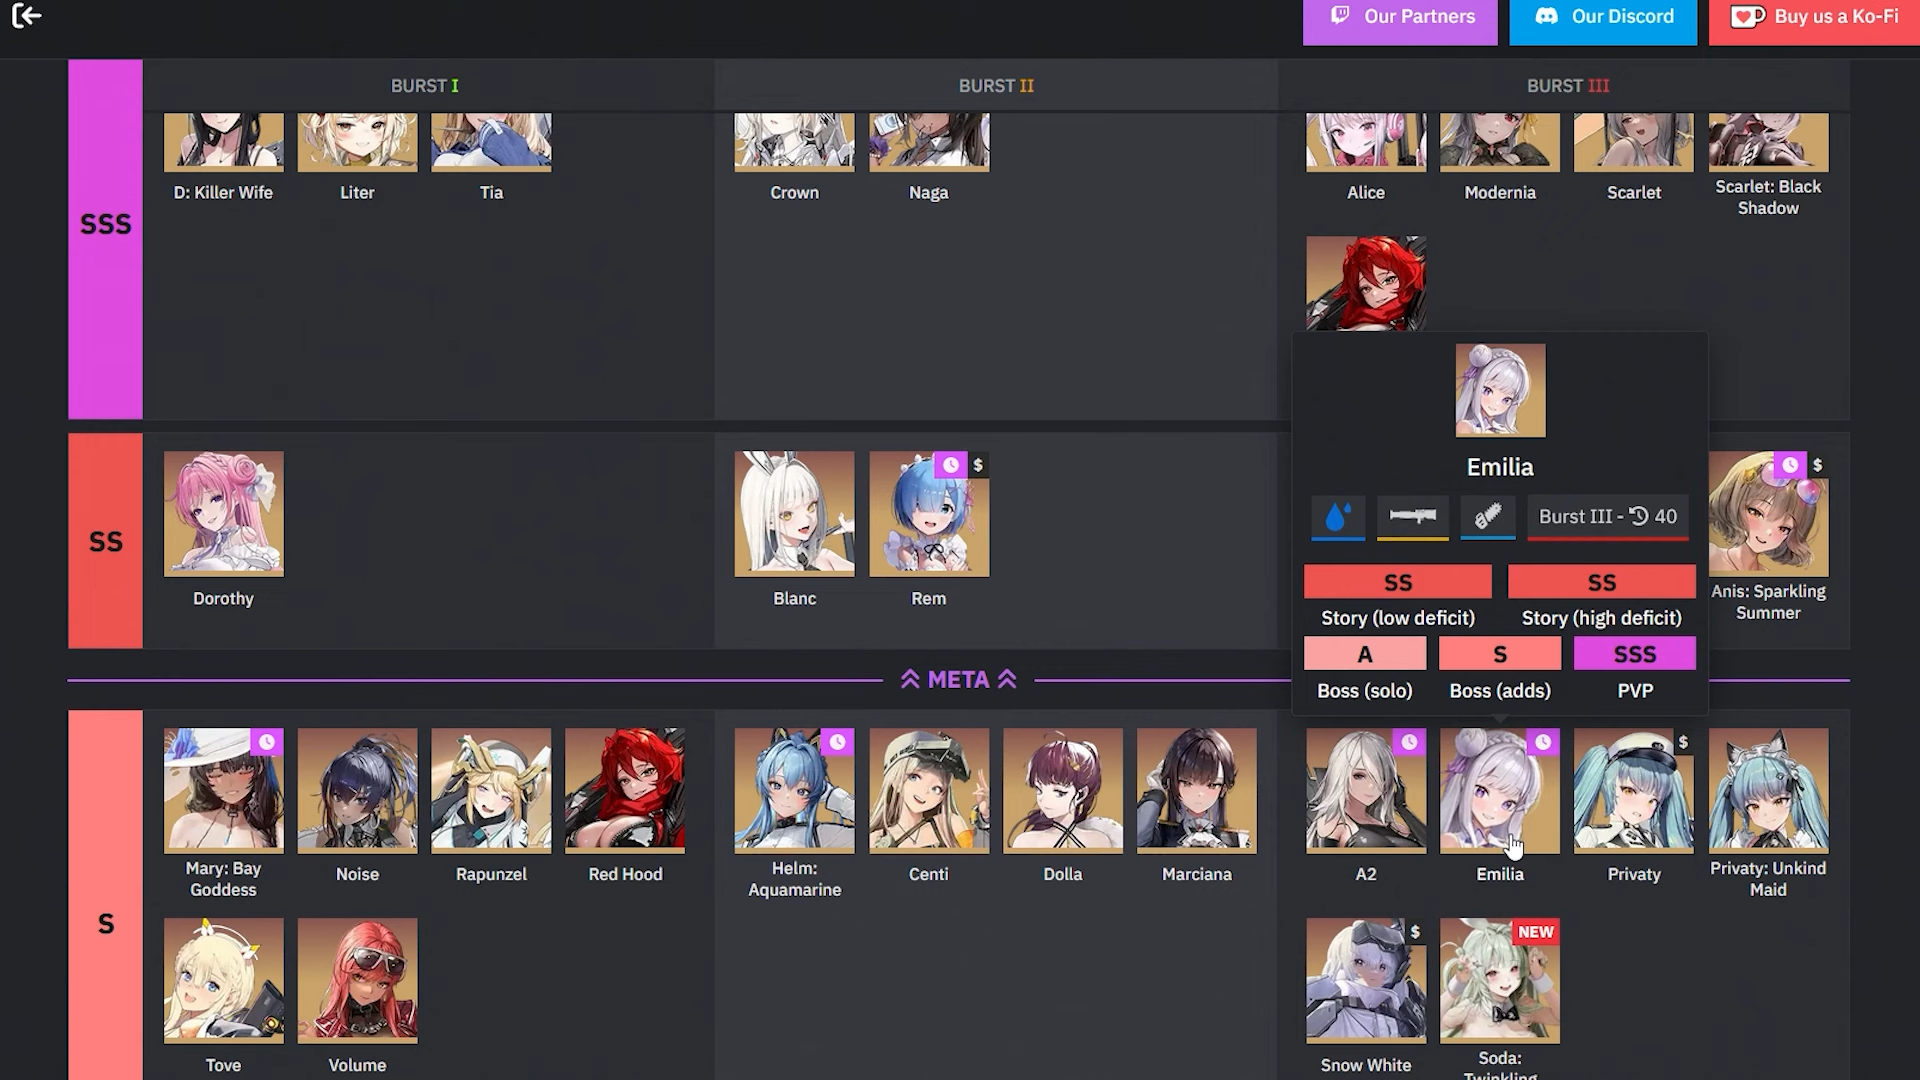 Our Partners
Our Discord
Buy us a Ko-Fi
BURST I
BURST II
BURST III
SSS
D: Killer Wife
Liter
Tia
Crown
Naga
Alice
Modernia
Scarlet
Scarlet: Black
Shadow
SS
Dorothy
Blanc
$
Rem
$
Anis: Sparkling
Summer
Emilia
Burst III - 40
SS
SS
Story (low deficit)
Story (high deficit)
A
S
SSS
Boss (solo)
Boss (adds)
PVP
META
S
Mary: Bay
Goddess
Noise
Rapunzel
Red Hood
Helm:
Aquamarine
Centi
Dolla
Marciana
A2
Emilia
$
Privaty
Privaty: Unkind
Maid
Tove
Volume
$
Snow White
NEW
Soda:
Twinkling